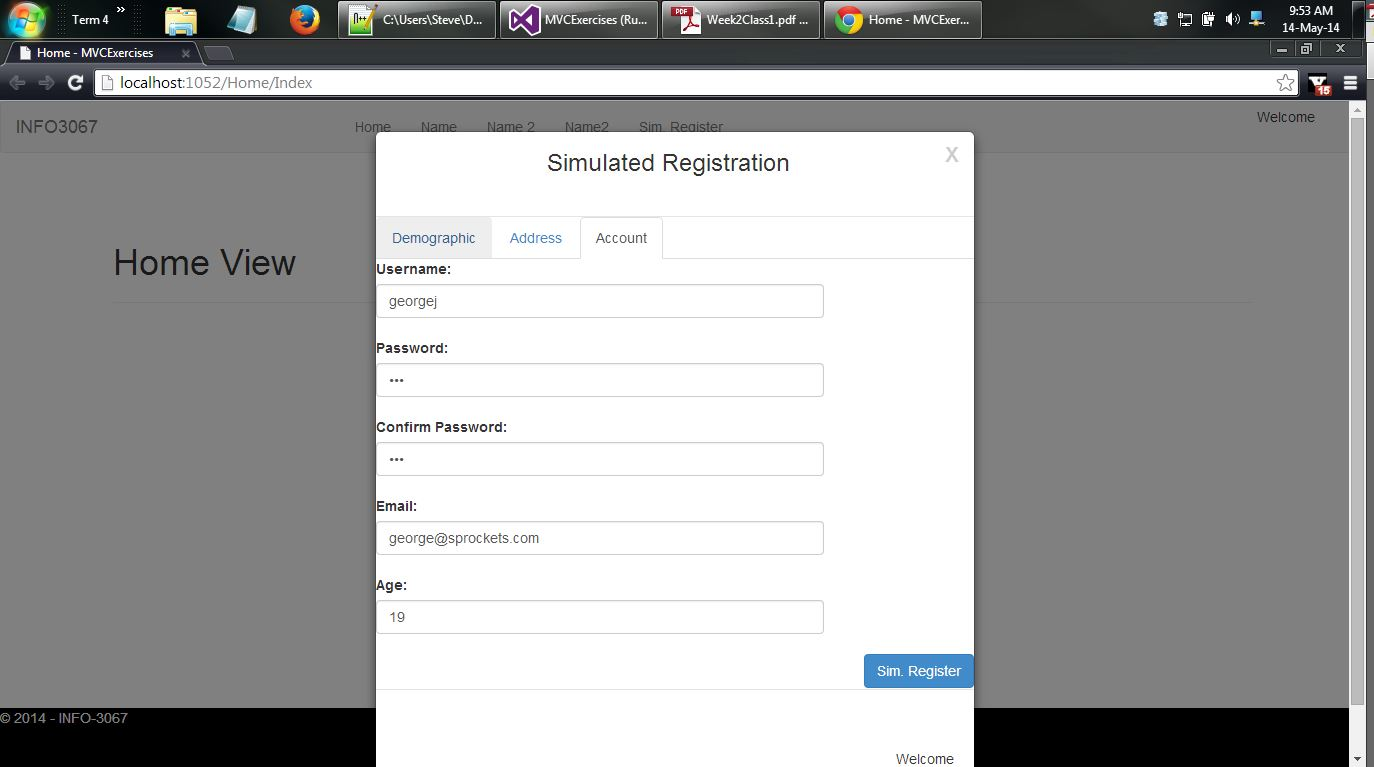 Term 4 » C:\Users\Steve\D... MVCExercises (Ru... PDF Week2Class1.pdf ... Home - MVCExer... 9:53 AM
14-May-14
Home - MVCExercises
localhost:1052/Home/Index 15
INFO3067 Home Name Name 2 Name2 Sim. Register Welcome
Simulated Registration X
Demographic Address Account
Home View
Username:
georgej
Password:
•••
Confirm Password:
•••
Email:
george@sprockets.com
Age:
19
Sim. Register
© 2014 - INFO-3067
Welcome